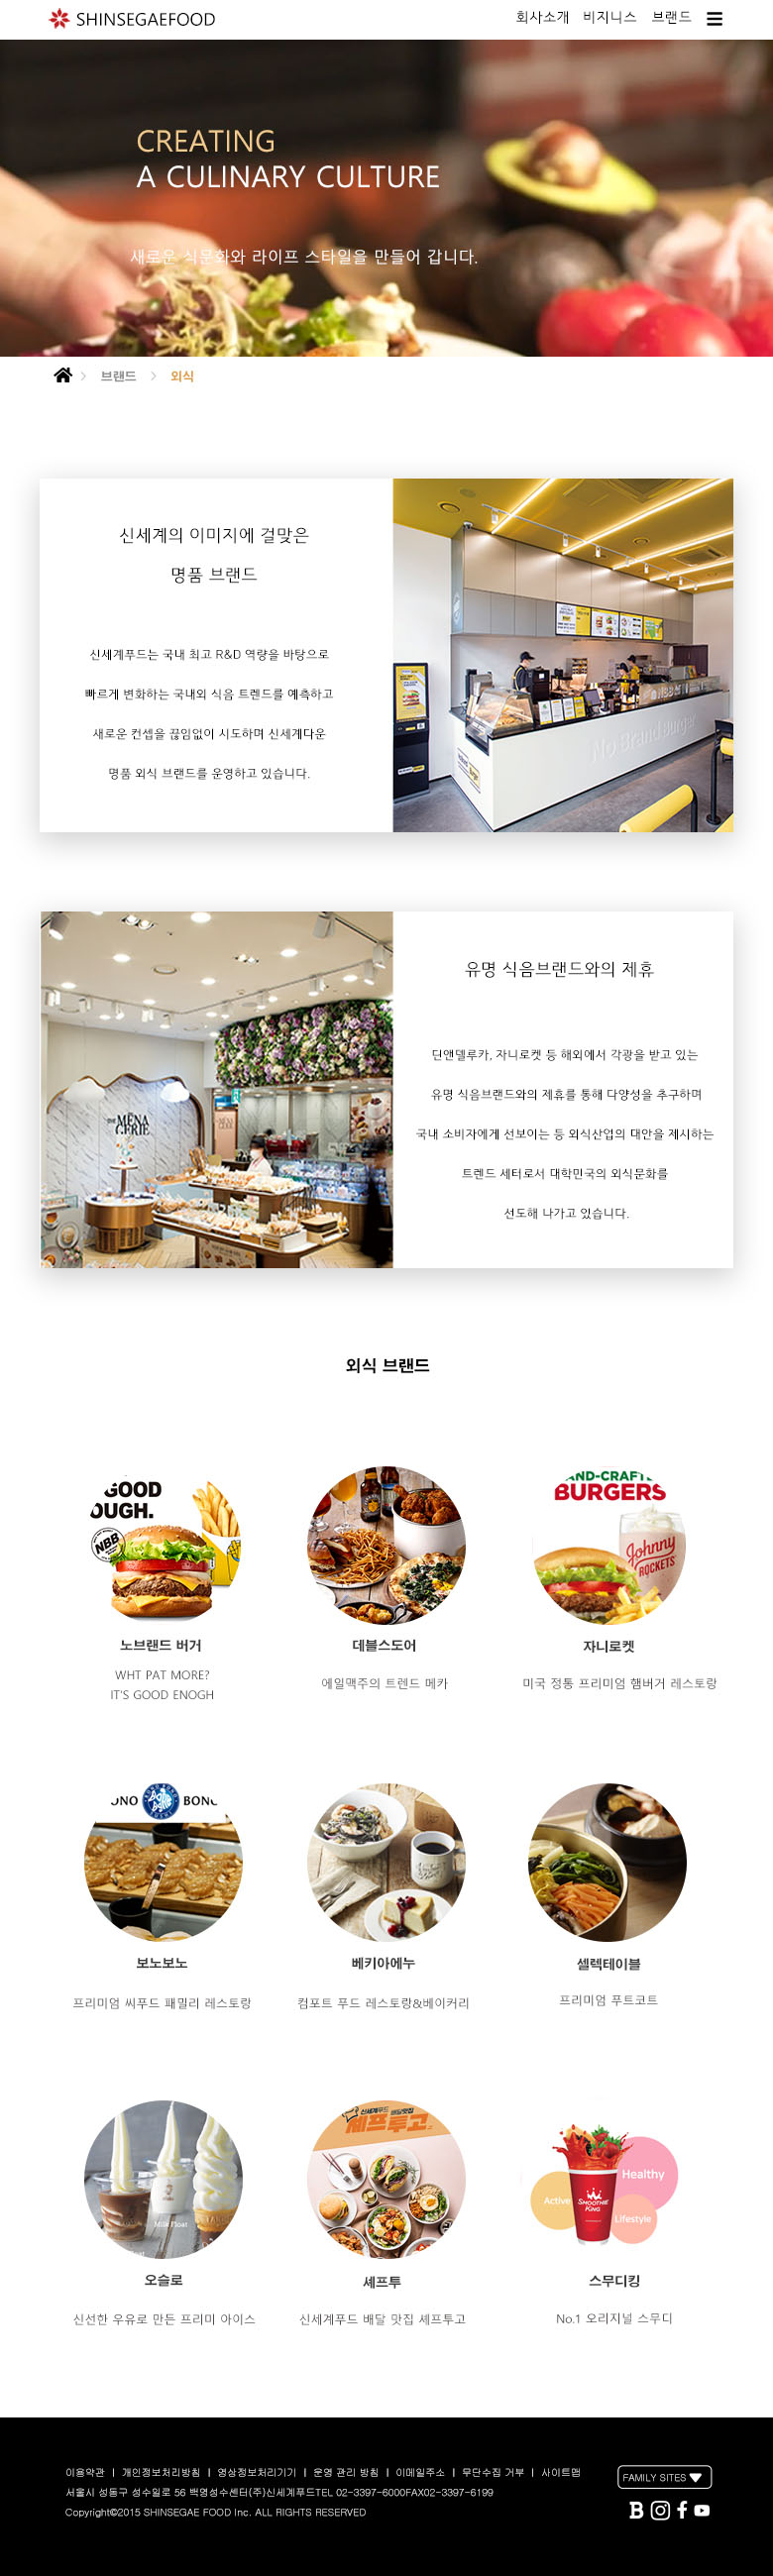 SHINSEGAEFOOD
회사소개 비지니스 브랜드
CREATING
A CULINARY CULTURE
새로운 식문화와 라이프 스타일을 만들어 갑니다.
브랜드 외식
신세계의 이미지에 걸맞은
명품 브랜드
신세계푸드는 국내 최고 R&D 역량을 바탕으로
빠르게 변화하는 국내외 식음 트렌드를 예측하고
새로운 컨셉을 끊임없이 시도하며 신세계다운
명품 외식 브랜드를 운영하고 있습니다.
No Brand Burger
유명 식음브랜드와의 제휴
딘앤델루카, 자니로켓 등 해외에서 각광을 받고 있는
유명 식음브랜드와의 제휴를 통해 다양성을 추구하며
국내 소비자에게 선보이는 등 외식산업의 대안을 제시하는
트렌드 세터로서 대학민국의 외식문화를
선도해 나가고 있습니다.
THE MÉNA
GERIE
외식 브랜드
GOOD
OUGH.
NBB
AND-CRAFT
BURGERS
Johnny
ROCKETS
노브랜드 버거
데블스도어
자니로켓
WHT PAT MORE?
IT'S GOOD ENOGH
에일맥주의 트렌드 메카
미국 정통 프리미엄 햄버거 레스토랑
ONO BONO
보노보노
베키아에누
셀렉테이블
프리미엄 씨푸드 패밀리 레스토랑
컴포트 푸드 레스토랑&베이커리
프리미엄 푸트코트
신세계푸드 배달맛집
셰프투고
Active
Healthy
Lifestyle
SMOOTHIE
KING
오슬로
셰프투
스무디킹
신선한 우유로 만든 프리미 아이스
신세계푸드 배달 맛집 셰프투고
No.1 오리지널 스무디
이용약관 | 개인정보처리방침 | 영상정보처리기기 | 운영 관리 방침 | 이메일주소 | 무단수집 거부 | 사이트맵
서울시 성동구 성수일로 56 백영성수센터(주)신세계푸드TEL 02-3397-6000FAX02-3397-6199
Copyright©2015 SHINSEGAE FOOD Inc. ALL RIGHTS RESERVED
FAMILY SITES